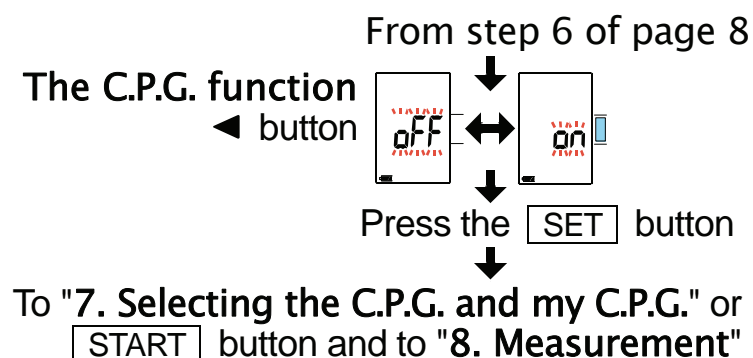 From step 6 of page 8
The C.P.G. function
◄ button
oFF
on
Press the SET button
To "7. Selecting the C.P.G. and my C.P.G." or
START button and to "8. Measurement"